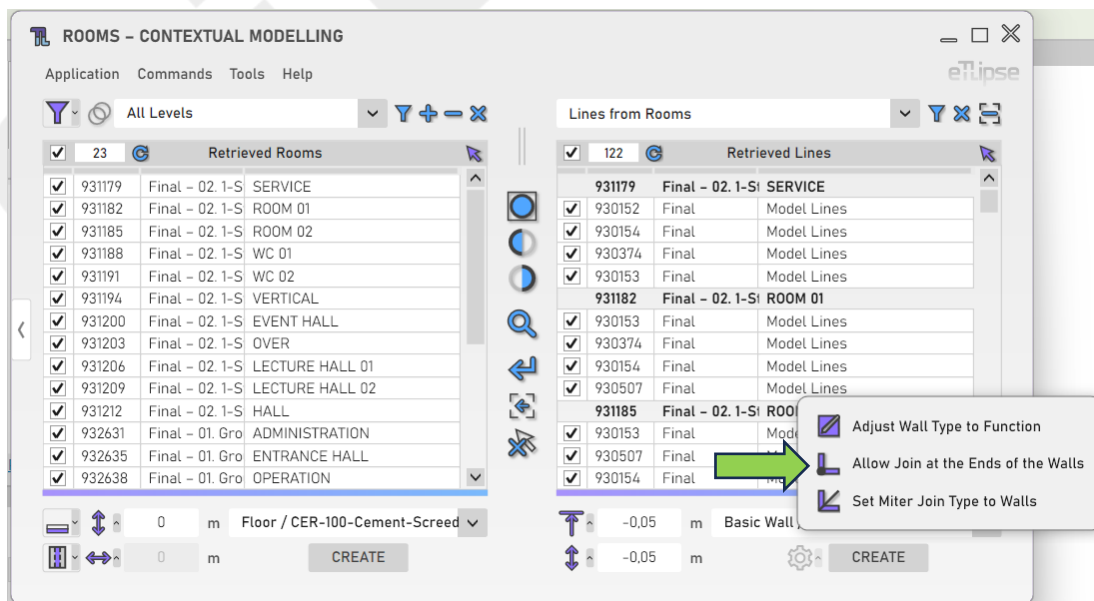 ROOMS – CONTEXTUAL MODELLING
Application Commands Tools Help
eTLipse
All Levels
Lines from Rooms
23 Retrieved Rooms
122 Retrieved Lines
931179 Final – 02. 1-S SERVICE
931182 Final – 02. 1-S ROOM 01
931185 Final – 02. 1-S ROOM 02
931188 Final – 02. 1-S WC 01
931191 Final – 02. 1-S WC 02
931194 Final – 02. 1-S VERTICAL
931200 Final – 02. 1-S EVENT HALL
931203 Final – 02. 1-S OVER
931206 Final – 02. 1-S LECTURE HALL 01
931209 Final – 02. 1-S LECTURE HALL 02
931212 Final – 02. 1-S HALL
932631 Final – 01. Gro ADMINISTRATION
932635 Final – 01. Gro ENTRANCE HALL
932638 Final – 01. Gro OPERATION
931179 Final – 02. 1-St SERVICE
930152 Final Model Lines
930154 Final Model Lines
930374 Final Model Lines
930153 Final Model Lines
931182 Final – 02. 1-St ROOM 01
930153 Final Model Lines
930374 Final Model Lines
930154 Final Model Lines
930507 Final Model Lines
931185 Final – 02. 1-St ROO
930153 Final Mode
930507 Final
930154 Final
Adjust Wall Type to Function
Allow Join at the Ends of the Walls
Set Miter Join Type to Walls
0 m Floor / CER-100-Cement-Screed
0 m CREATE
-0,05 m Basic Wall
-0,05 m CREATE